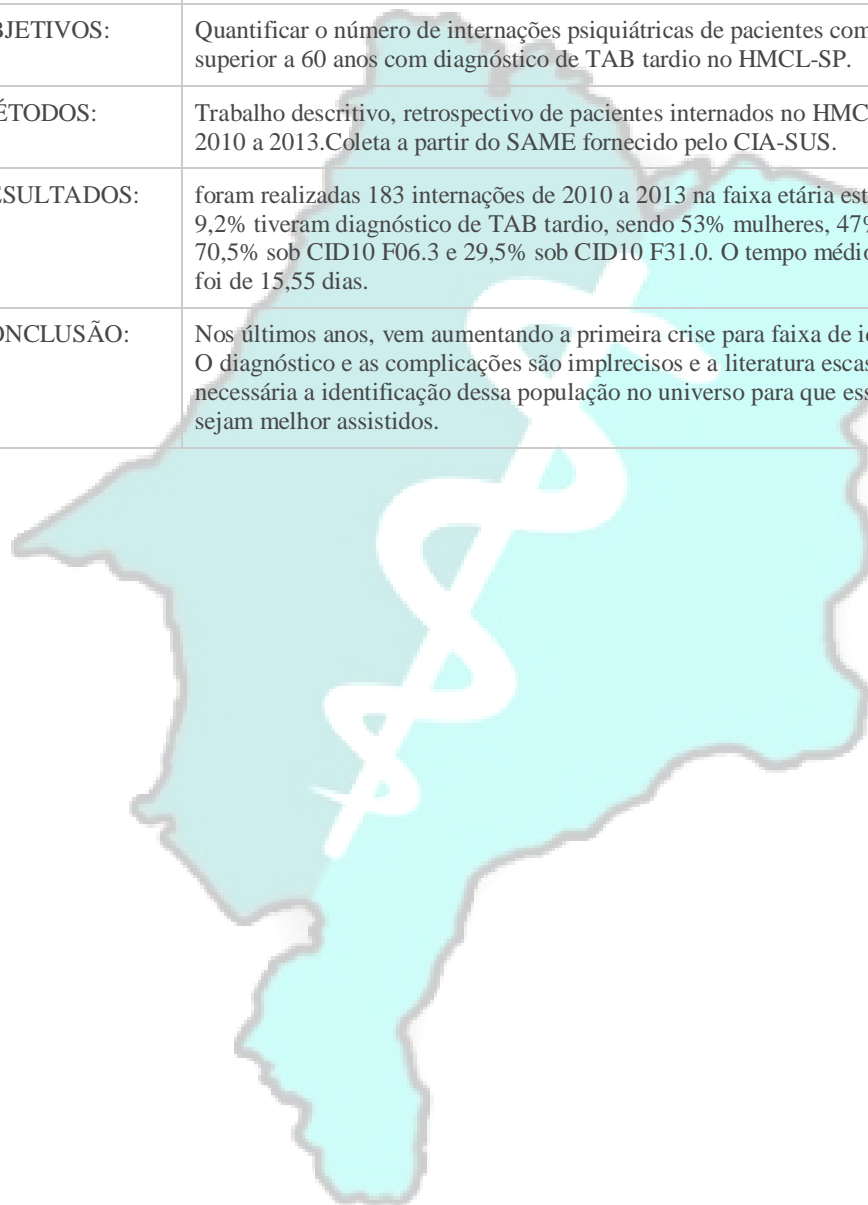 BJETIVOS:
Quantificar o número de internações psiquiátricas de pacientes com
superior a 60 anos com diagnóstico de TAB tardio no HMCL-SP.
ÉTODOS:
Trabalho descritivo, retrospectivo de pacientes internados no HMC
2010 a 2013.Coleta a partir do SAME fornecido pelo CIA-SUS.
ESULTADOS:
foram realizadas 183 internações de 2010 a 2013 na faixa etária est
9,2% tiveram diagnóstico de TAB tardio, sendo 53% mulheres, 47%
70,5% sob CID10 F06.3 e 29,5% sob CID10 F31.0. O tempo médio
foi de 15,55 dias.
ONCLUSÃO:
Nos últimos anos, vem aumentando a primeira crise para faixa de i
O diagnóstico e as complicações são implrecisos e a literatura escas
necessária a identificação dessa população no universo para que ess
sejam melhor assistidos.